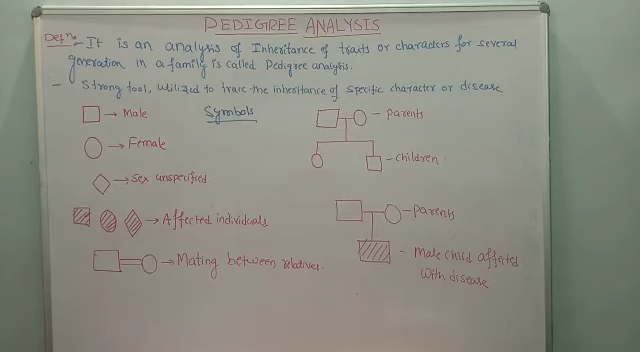 PEDIGREE ANALYSIS
Defn:- It is an analysis of Inheritance of traits or characters for several
generation in a family is called Pedigree analysis.
- Strong tool, utilized to trace the inheritance of specific character or disease
Symbols
→ Male
→ Female
→ Sex unspecified
→ Affected individuals
→ Mating between relatives.
- parents
- children
- parents
- Male child affected
with disease